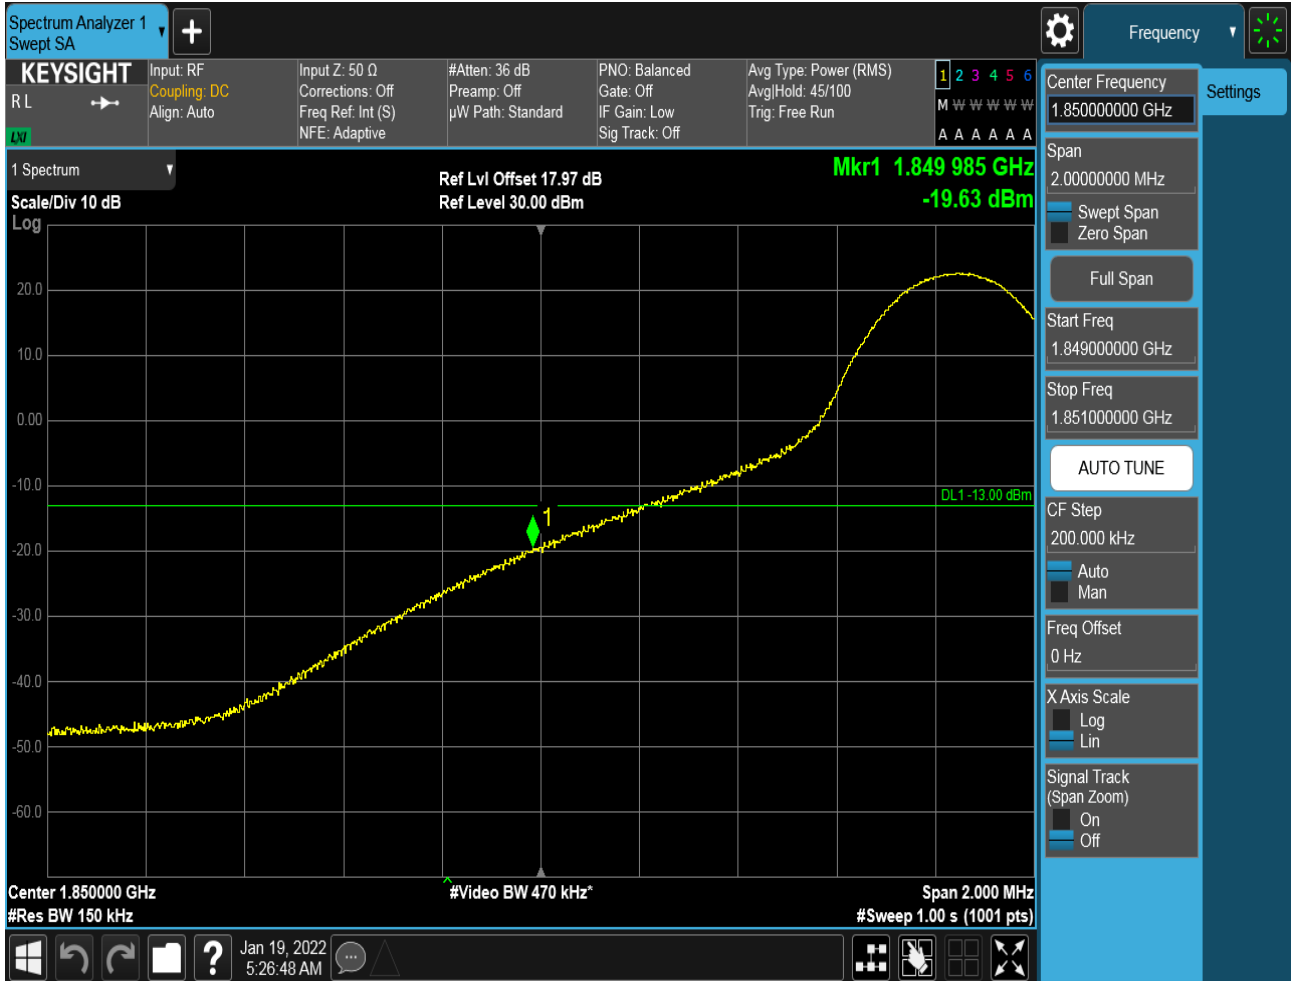 Spectrum Analyzer 1
Swept SA
Frequency
KEYSIGHT
R L
LXI
Input: RF
Coupling: DC
Align: Auto
Input Z: 50 Ω
Corrections: Off
Freq Ref: Int (S)
NFE: Adaptive
#Atten: 36 dB
Preamp: Off
µW Path: Standard
PNO: Balanced
Gate: Off
IF Gain: Low
Sig Track: Off
Avg Type: Power (RMS)
Avg|Hold: 45/100
Trig: Free Run
1 2 3 4 5 6
M W W W W W
A A A A A A
1 Spectrum
Scale/Div 10 dB
Log
Ref Lvl Offset 17.97 dB
Ref Level 30.00 dBm
Mkr1 1.849 985 GHz
-19.63 dBm
20.0
10.0
0.00
-10.0
-20.0
-30.0
-40.0
-50.0
-60.0
DL1 -13.00 dBm
1
Center 1.850000 GHz
#Res BW 150 kHz
#Video BW 470 kHz*
Span 2.000 MHz
#Sweep 1.00 s (1001 pts)
Jan 19, 2022
5:26:48 AM
Center Frequency
1.850000000 GHz
Settings
Span
2.00000000 MHz
Swept Span
Zero Span
Full Span
Start Freq
1.849000000 GHz
Stop Freq
1.851000000 GHz
AUTO TUNE
CF Step
200.000 kHz
Auto
Man
Freq Offset
0 Hz
X Axis Scale
Log
Lin
Signal Track
(Span Zoom)
On
Off